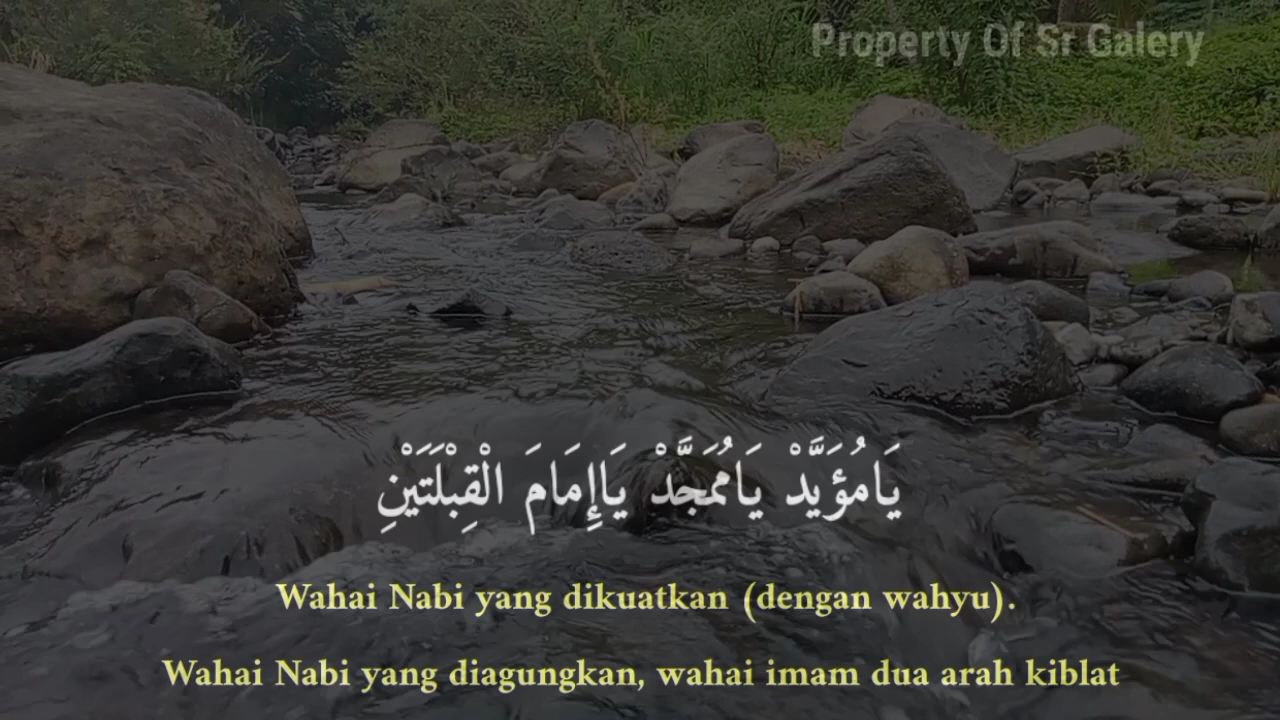 Property Of Sr Galery
يَامُؤَيَّدْ يَامُمَجَّدْ يَاإِمَامَ الْقِبْلَتَيْنِ
Wahai Nabi yang dikuatkan (dengan wahyu).
Wahai Nabi yang diagungkan, wahai imam dua arah kiblat